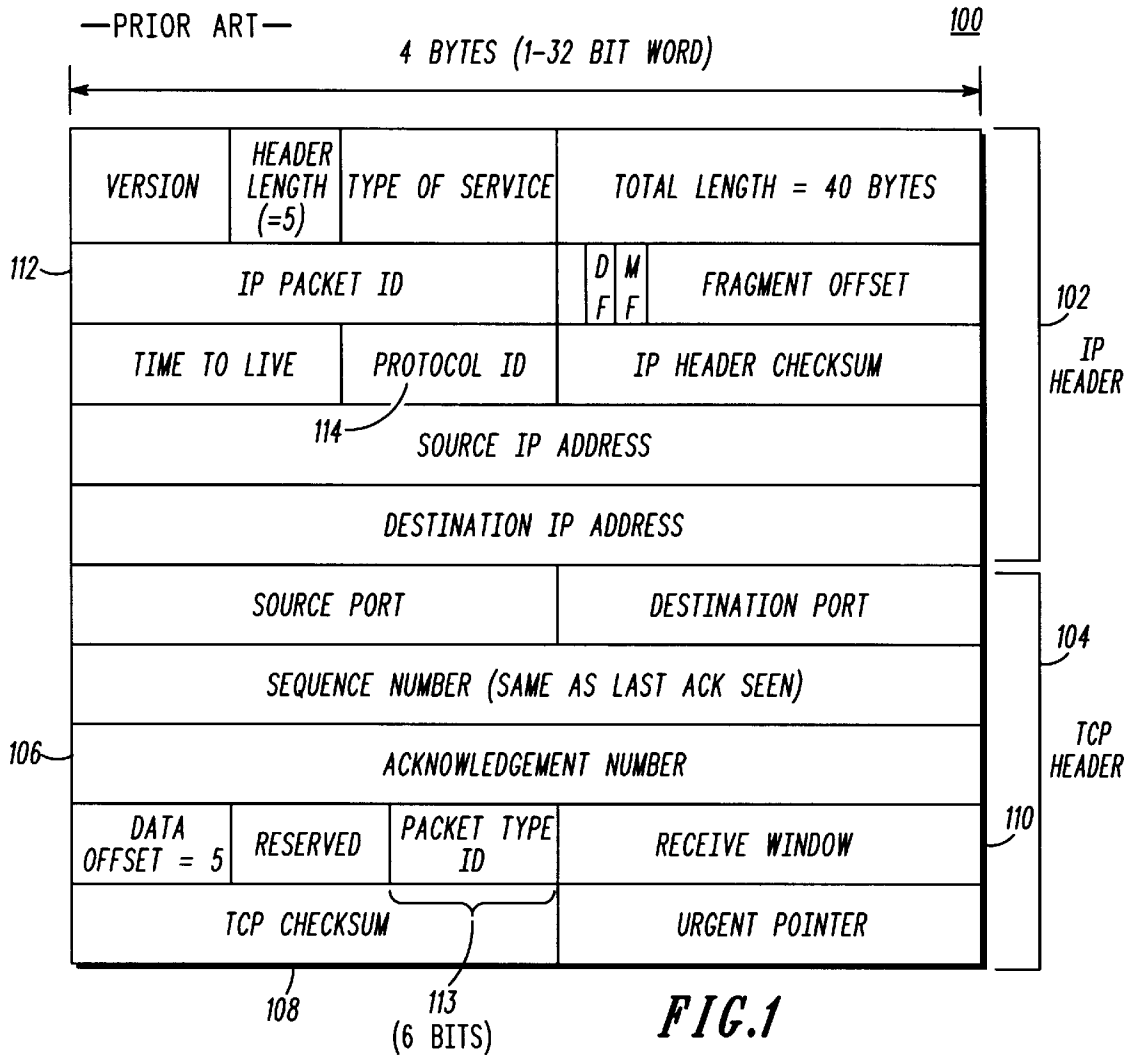 —PRIOR ART—
100
4 BYTES (1–32 BIT WORD)
VERSION
HEADER
LENGTH
(=5)
TYPE OF SERVICE
TOTAL LENGTH = 40 BYTES
112
IP PACKET ID
D
F
M
F
FRAGMENT OFFSET
102
IP
HEADER
TIME TO LIVE
PROTOCOL ID
IP HEADER CHECKSUM
114
SOURCE IP ADDRESS
DESTINATION IP ADDRESS
SOURCE PORT
DESTINATION PORT
104
SEQUENCE NUMBER (SAME AS LAST ACK SEEN)
TCP
HEADER
106
ACKNOWLEDGEMENT NUMBER
DATA
OFFSET = 5
RESERVED
PACKET TYPE
ID
RECEIVE WINDOW
110
TCP CHECKSUM
URGENT POINTER
108
113
(6 BITS)
FIG.1